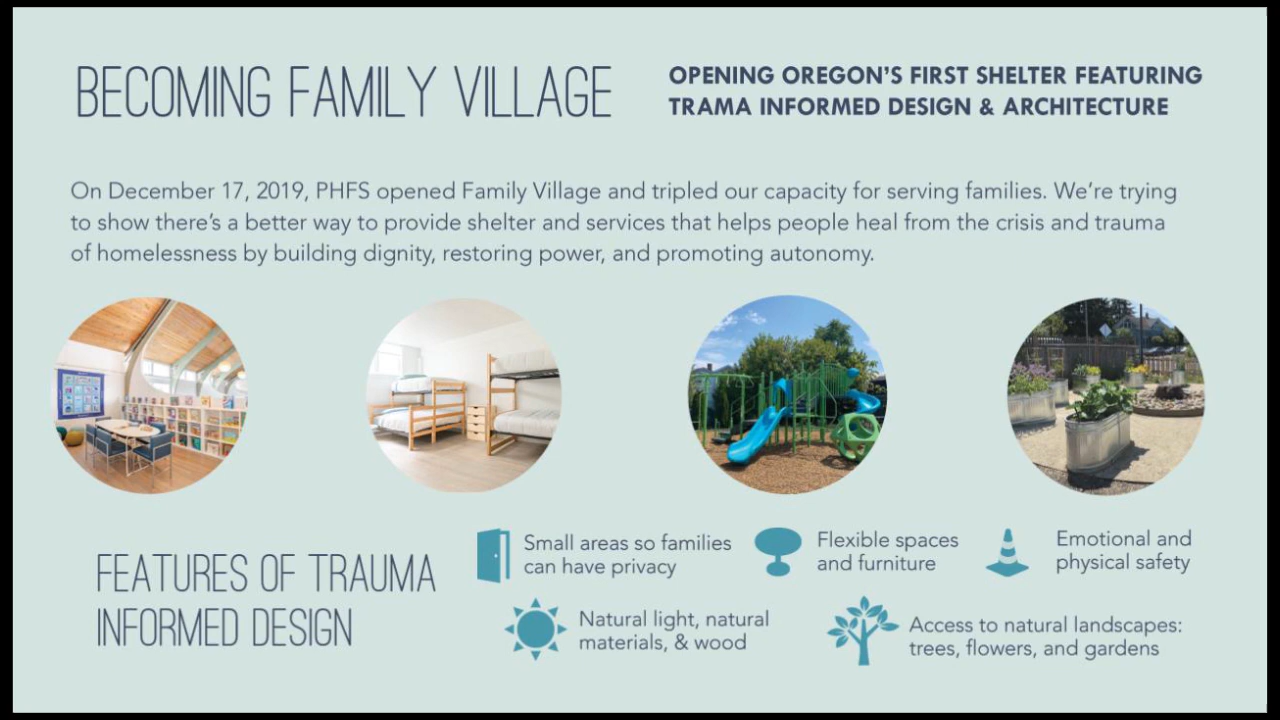 BECOMING FAMILY VILLAGE
OPENING OREGON'S FIRST SHELTER FEATURING
TRAMA INFORMED DESIGN & ARCHITECTURE
On December 17, 2019, PHFS opened Family Village and tripled our capacity for serving families. We're trying
to show there's a better way to provide shelter and services that helps people heal from the crisis and trauma
of homelessness by building dignity, restoring power, and promoting autonomy.
FEATURES OF TRAUMA
INFORMED DESIGN
Small areas so families
can have privacy
Flexible spaces
and furniture
Emotional and
physical safety
Natural light, natural
materials, & wood
Access to natural landscapes:
trees, flowers, and gardens